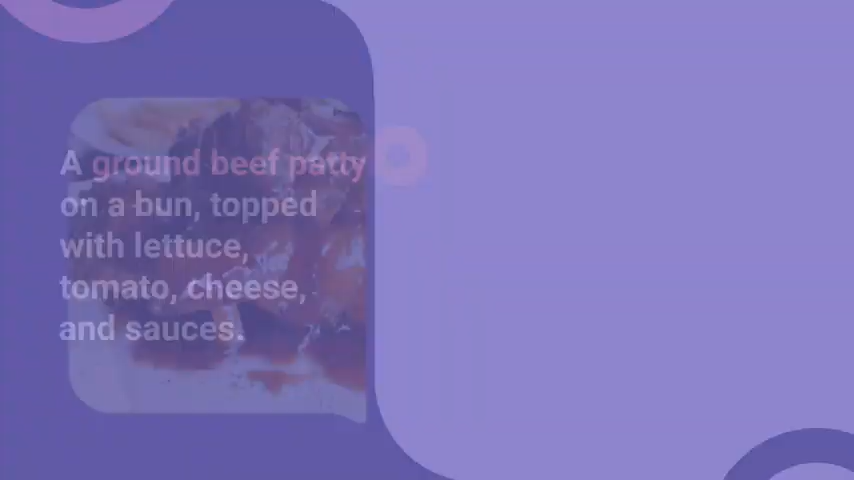 A ground beef patty
on a bun, topped
with lettuce,
tomato, cheese,
and sauces.